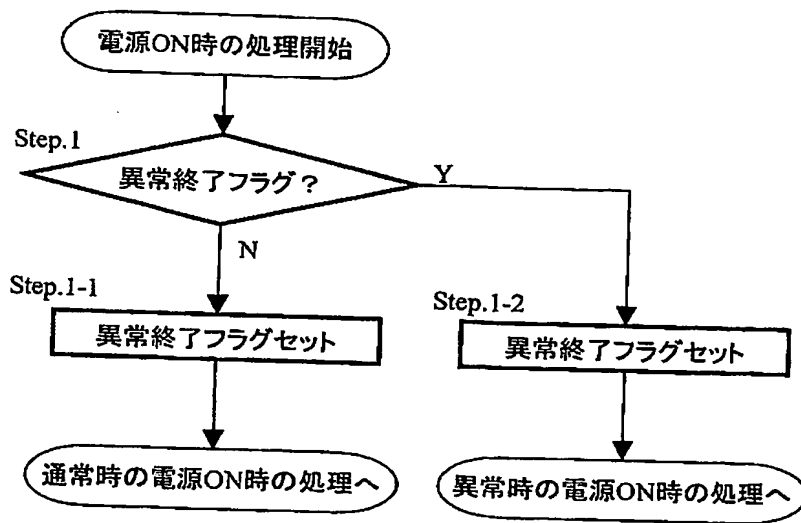 電源ON時の処理開始
Step.1
異常終了フラグ？
Y
N
Step.1-1
異常終了フラグセット
Step.1-2
異常終了フラグセット
通常時の電源ON時の処理へ
異常時の電源ON時の処理へ